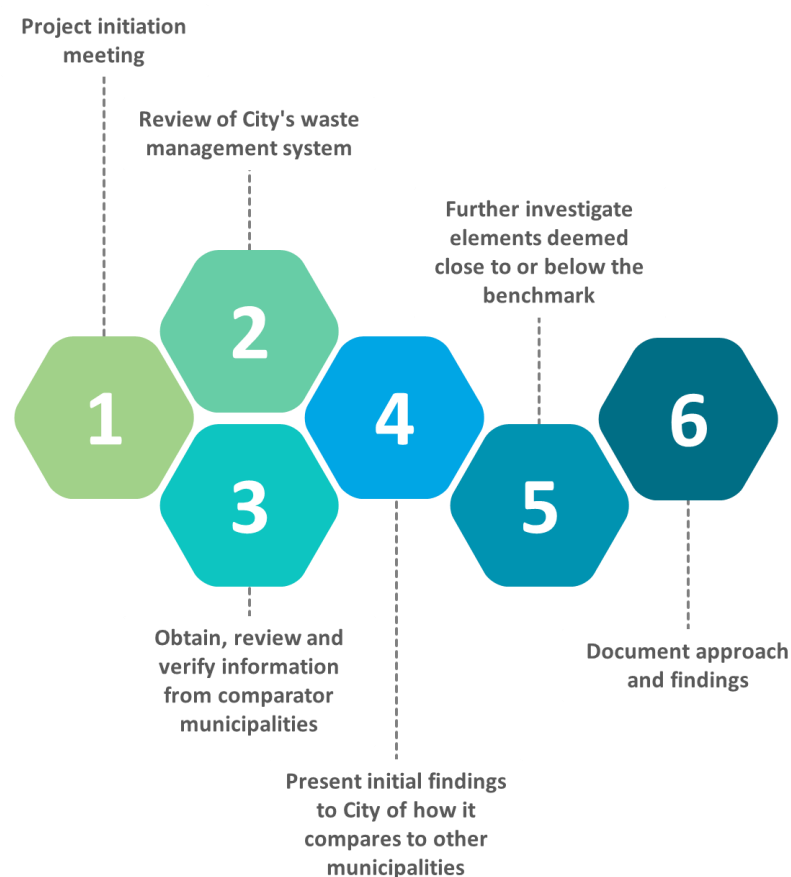 Project initiation
meeting
Review of City's waste
management system
Further investigate
elements deemed
close to or below the
benchmark
2
1
4
6
3
5
Obtain, review and
verify information
from comparator
municipalities
Document approach
and findings
Present initial findings
to City of how it
compares to other
municipalities